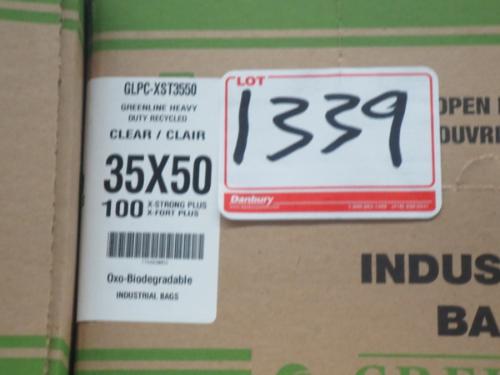 GLPC-XST3550
GREENLINE HEAVY
DUTY RECYCLED
CLEAR / CLAIR
35X50
100 X-STRONG PLUS
X-FORT PLUS
Oxo-Biodegradable
INDUSTRIAL BAGS
LOT
1339
Danbury
OPEN
OUVRE
INDUS
BA
GREE